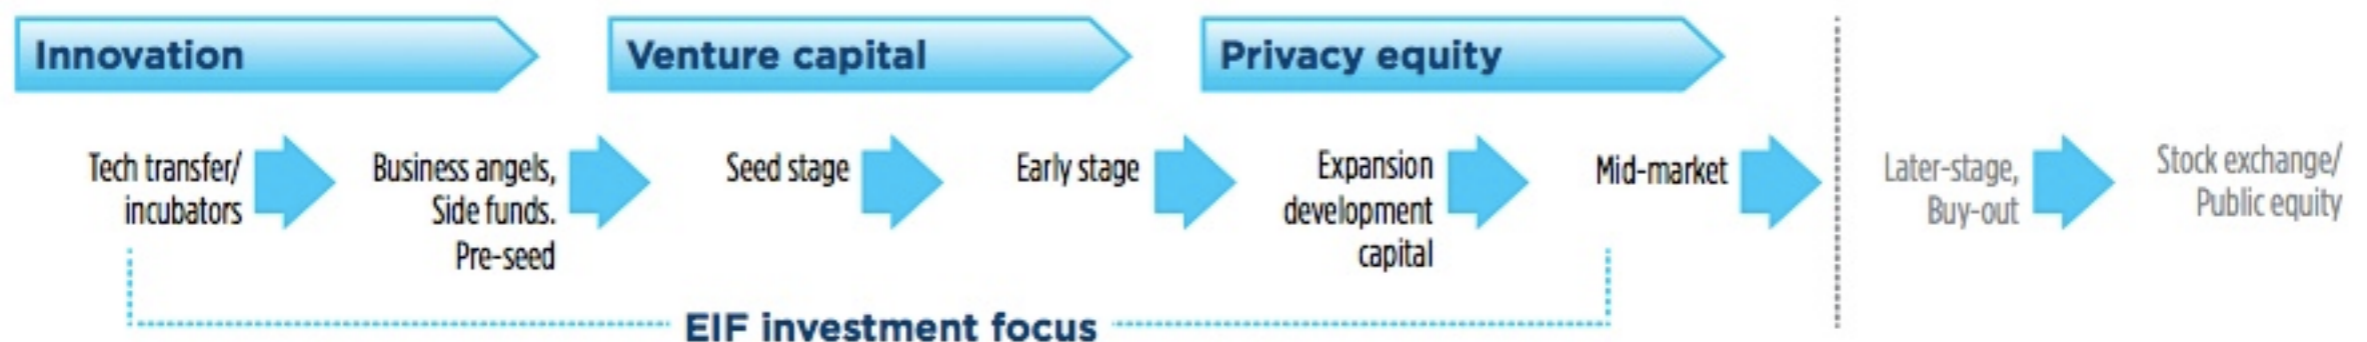 Innovation
Venture capital
Privacy equity
Tech transfer/
incubators
Business angels,
Side funds.
Pre-seed
Seed stage
Early stage
Expansion
development
capital
Mid-market
Later-stage,
Buy-out
Stock exchange/
Public equity
EIF investment focus